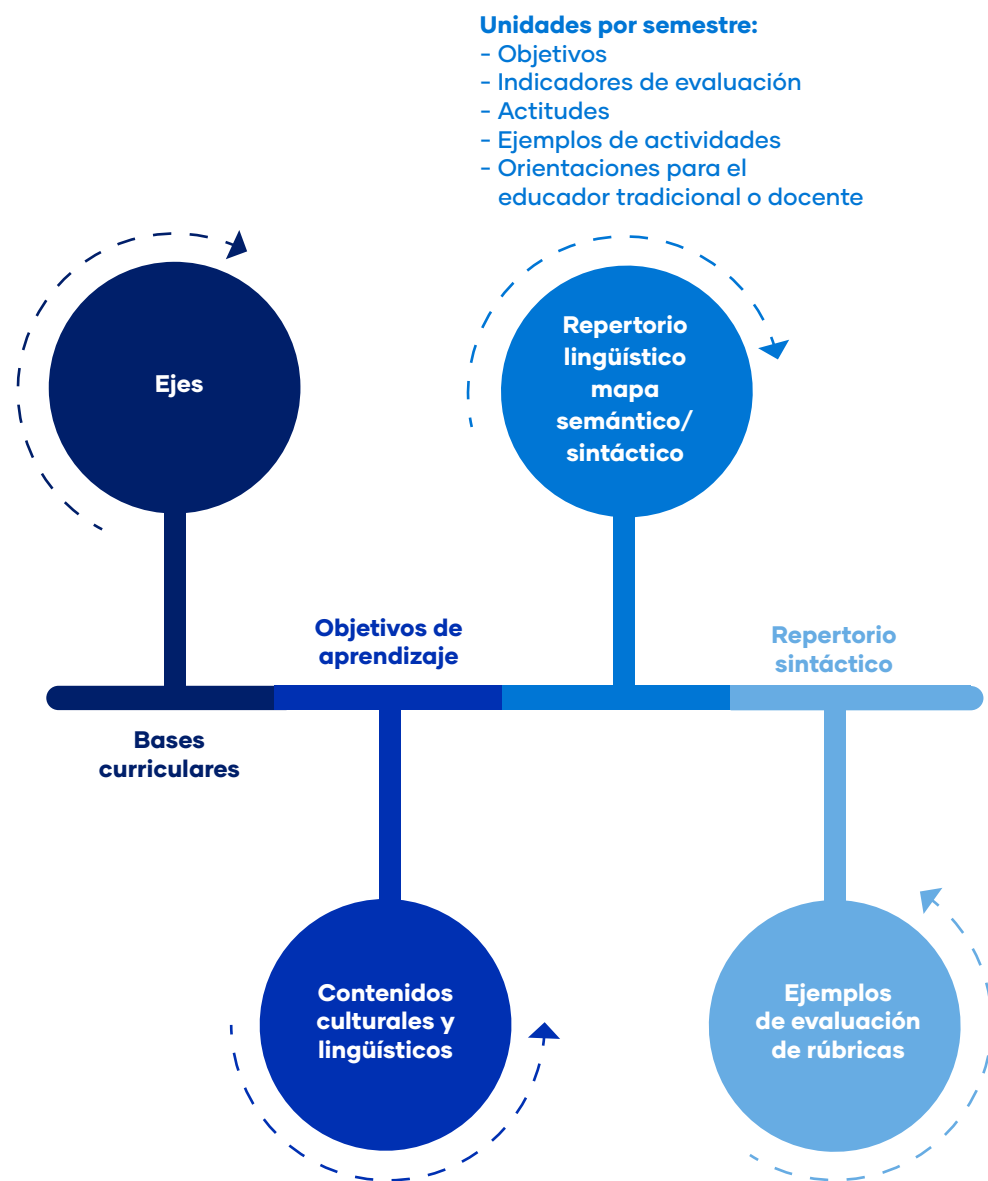 Unidades por semestre:
- Objetivos
- Indicadores de evaluación
- Actitudes
- Ejemplos de actividades
- Orientaciones para el
educador tradicional o docente
Ejes
Repertorio
lingüístico
mapa
semántico/
sintáctico
Objetivos de
aprendizaje
Repertorio
sintáctico
Bases
curriculares
Contenidos
culturales y
lingüísticos
Ejemplos
de evaluación
de rúbricas